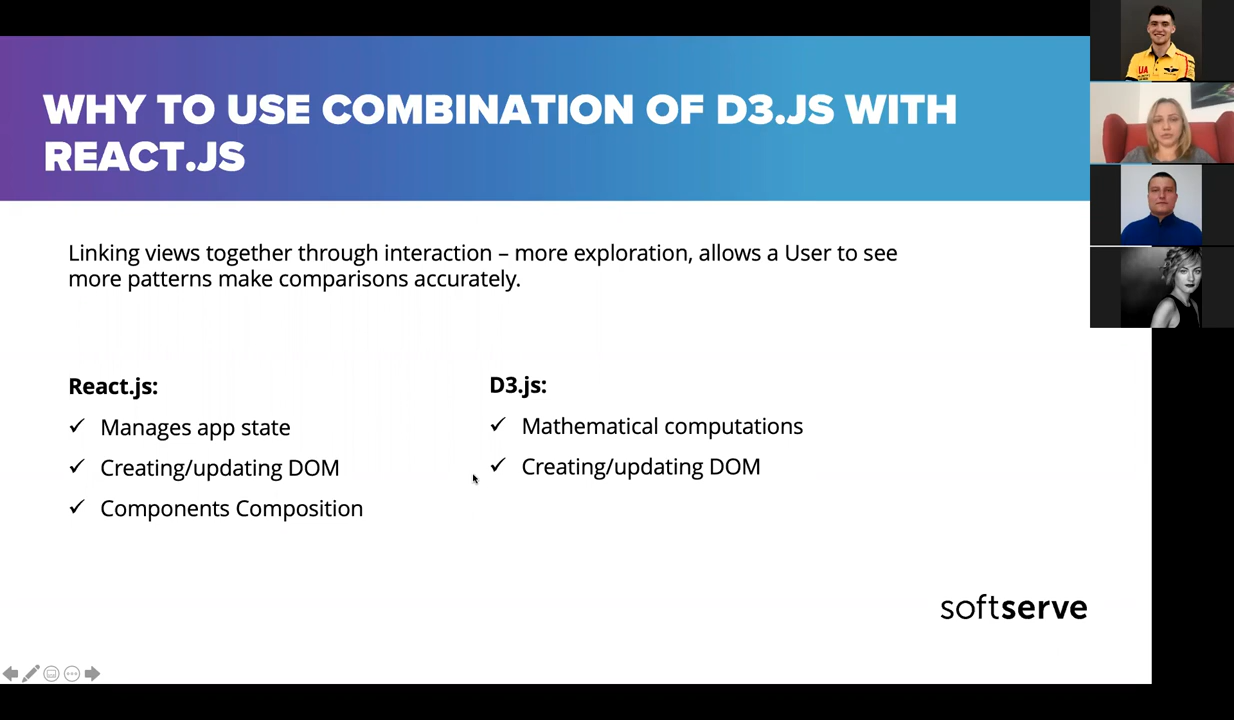 WHY TO USE COMBINATION OF D3.JS WITH
REACT.JS
Linking views together through interaction – more exploration, allows a User to see
more patterns make comparisons accurately.
React.js:
Manages app state
Creating/updating DOM
Components Composition
D3.js:
Mathematical computations
Creating/updating DOM
softserve
UA